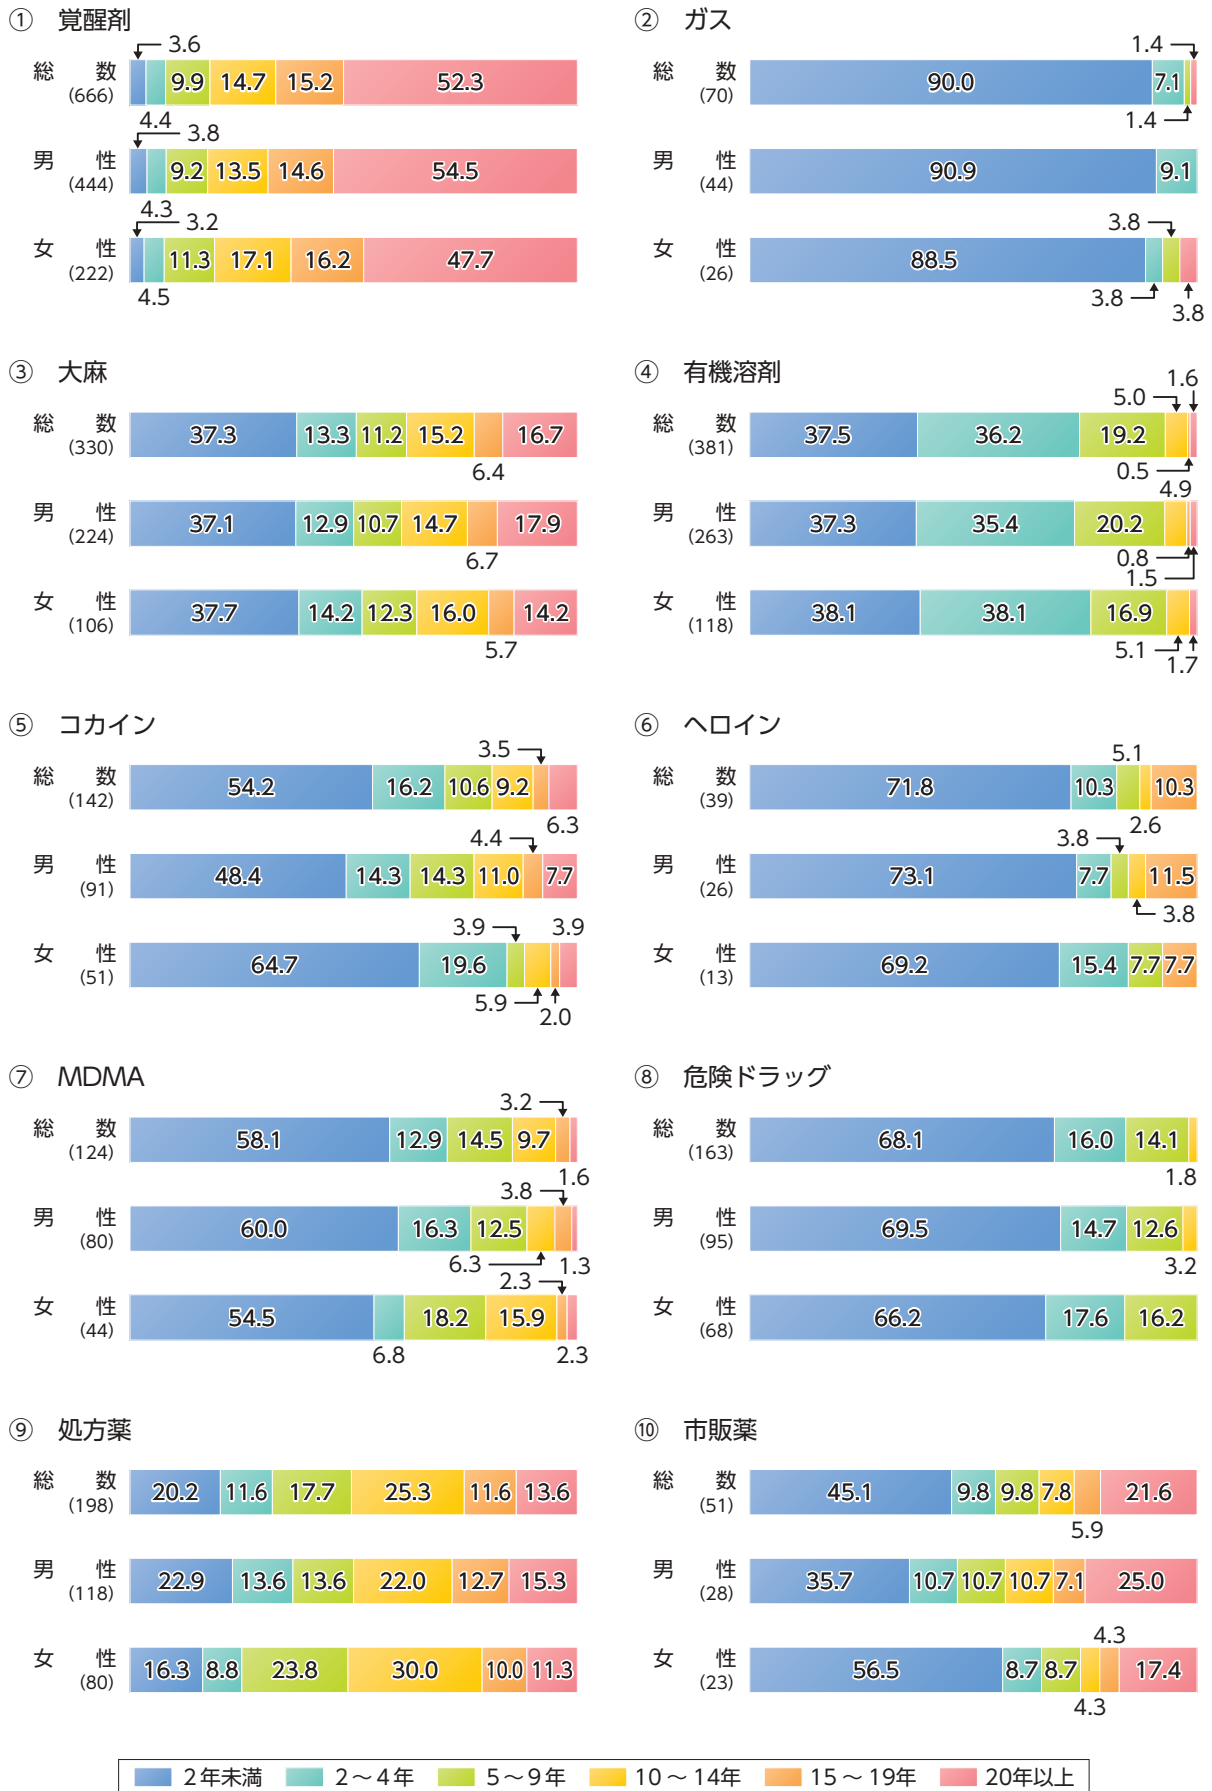 ① 覚醒剤
3.6
総数 9.9 14.7 15.2 52.3
(666)
4.4
3.8
男性 9.2 13.5 14.6 54.5
(444)
4.3
3.2
女性 11.3 17.1 16.2 47.7
(222)
4.5
② ガス
1.4
総数 90.0 7.1
(70)
1.4
男性 90.9 9.1
(44)
3.8
女性 88.5
(26)
3.8
3.8
③ 大麻
総数 37.3 13.3 11.2 15.2 16.7
(330)
6.4
男性 37.1 12.9 10.7 14.7 17.9
(224)
6.7
女性 37.7 14.2 12.3 16.0 14.2
(106)
5.7
④ 有機溶剤
1.6
5.0
総数 37.5 36.2 19.2
(381)
0.5
4.9
男性 37.3 35.4 20.2
(263)
0.8
1.5
女性 38.1 38.1 16.9
(118)
5.1
1.7
⑤ コカイン
3.5
総数 54.2 16.2 10.6 9.2
(142)
6.3
4.4
男性 48.4 14.3 14.3 11.0 7.7
(91)
3.9 3.9
女性 64.7 19.6
(51)
5.9
2.0
⑥ ヘロイン
5.1
総数 71.8 10.3 10.3
(39)
2.6
3.8
男性 73.1 7.7 11.5
(26)
3.8
女性 69.2 15.4 7.7 7.7
(13)
⑦ MDMA
3.2
総数 58.1 12.9 14.5 9.7
(124)
1.6
3.8
男性 60.0 16.3 12.5
(80)
6.3 1.3
2.3
女性 54.5 18.2 15.9
(44)
6.8 2.3
⑧ 危険ドラッグ
総数 68.1 16.0 14.1
(163)
1.8
男性 69.5 14.7 12.6
(95)
3.2
女性 66.2 17.6 16.2
(68)
⑨ 処方薬
総数 20.2 11.6 17.7 25.3 11.6 13.6
(198)
男性 22.9 13.6 13.6 22.0 12.7 15.3
(118)
女性 16.3 8.8 23.8 30.0 10.0 11.3
(80)
⑩ 市販薬
総数 45.1 9.8 9.8 7.8 21.6
(51)
5.9
男性 35.7 10.7 10.7 10.7 7.1 25.0
(28)
4.3
女性 56.5 8.7 8.7 17.4
(23)
4.3
2年未満 2～4年 5～9年 10～14年 15～19年 20年以上